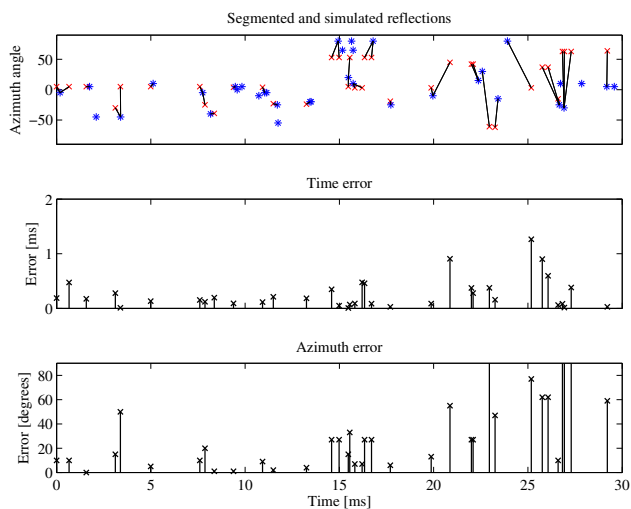 Segmented and simulated reflections
Azimuth angle
50
−50
Time error
Error [ms]
2
1
0
Azimuth error
Error [degrees]
80
60
40
20
0
0 5 10 15 20 25 30
Time [ms]